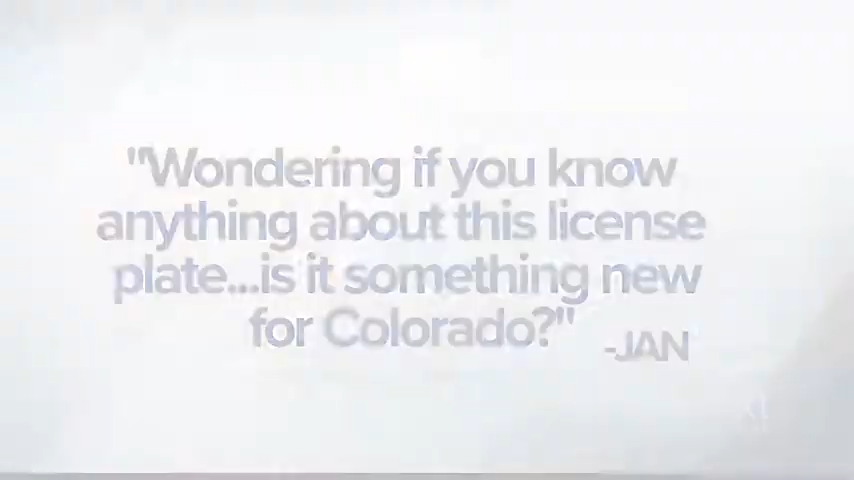 "Wondering if you know
anything about this license
plate...is it something new
for Colorado?"
-JAN